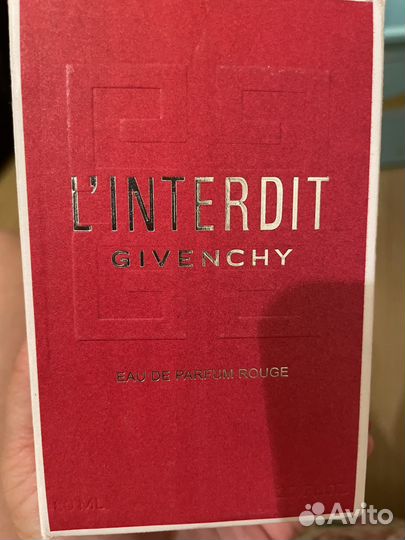 L'INTERDIT
GIVENCHY
EAU DE PARFUM ROUGE
Avito